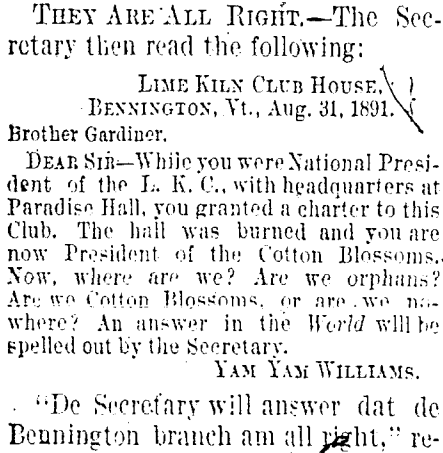 THEY ARE ALL RIGHT.—The Sec-
retary then read the following:
LIME KILN CLUB HOUSE,
BENNINGTON, Vt., Aug. 31, 1891.
Brother Gardiner.
DEAR SIR—While you were National Presi-
dent of the L. K. C., with headquarters at
Paradise Hall, you granted a charter to this
Club. The hall was burned and you are
now President of the Cotton Blossoms.
Now, where are we? Are we orphans?
Are we Cotton Blossoms, or are we no-
where? An answer in the World will be
spelled out by the Secretary.
YAM YAM WILLIAMS.
"De Secretary will answer dat de
Bennington branch am all right," re-